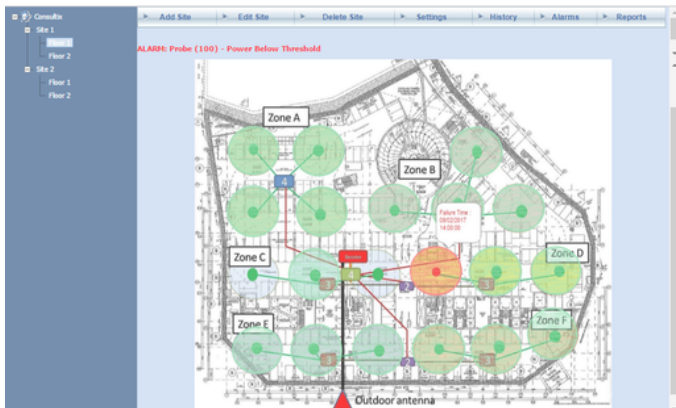 Consultix
Site 1
Floor 1
Floor 2
Site 2
Floor 1
Floor 2
Add Site
Edit Site
Delete Site
Settings
History
Alarms
Reports
ALARM: Probe (100) - Power Below Threshold
Zone A
4
Zone B
Failure Time
08/02/2017
14:00:00
Zone C
Zone D
4
3
2
3
Zone E
Zone F
3
2
3
Outdoor antenna